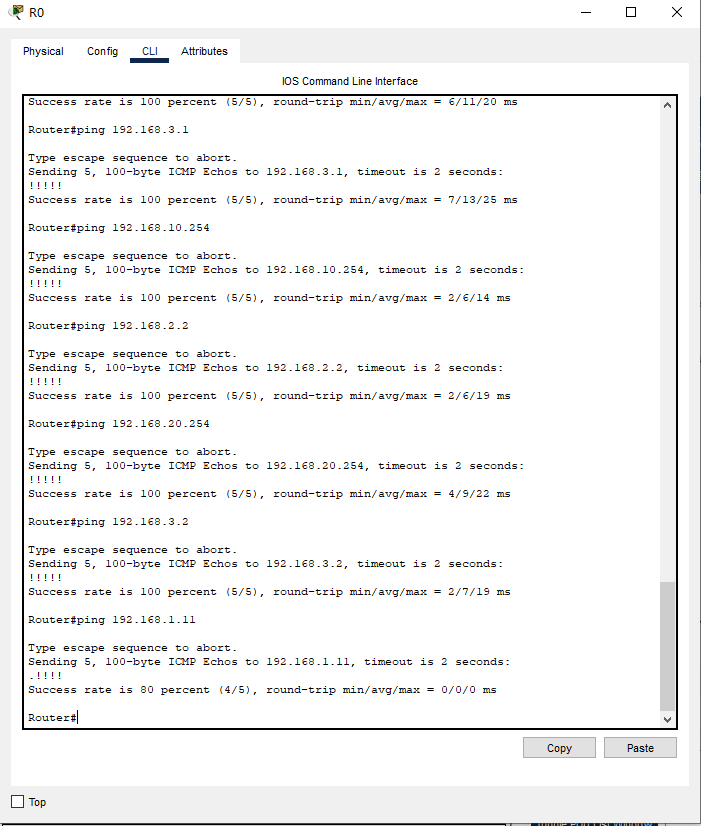 R0
Physical Config CLI Attributes
IOS Command Line Interface
Success rate is 100 percent (5/5), round-trip min/avg/max = 6/11/20 ms
Router#ping 192.168.3.1
Type escape sequence to abort.
Sending 5, 100-byte ICMP Echos to 192.168.3.1, timeout is 2 seconds:
!!!!!
Success rate is 100 percent (5/5), round-trip min/avg/max = 7/13/25 ms
Router#ping 192.168.10.254
Type escape sequence to abort.
Sending 5, 100-byte ICMP Echos to 192.168.10.254, timeout is 2 seconds:
!!!!!
Success rate is 100 percent (5/5), round-trip min/avg/max = 2/6/14 ms
Router#ping 192.168.2.2
Type escape sequence to abort.
Sending 5, 100-byte ICMP Echos to 192.168.2.2, timeout is 2 seconds:
!!!!!
Success rate is 100 percent (5/5), round-trip min/avg/max = 2/6/19 ms
Router#ping 192.168.20.254
Type escape sequence to abort.
Sending 5, 100-byte ICMP Echos to 192.168.20.254, timeout is 2 seconds:
!!!!!
Success rate is 100 percent (5/5), round-trip min/avg/max = 4/9/22 ms
Router#ping 192.168.3.2
Type escape sequence to abort.
Sending 5, 100-byte ICMP Echos to 192.168.3.2, timeout is 2 seconds:
!!!!!
Success rate is 100 percent (5/5), round-trip min/avg/max = 2/7/19 ms
Router#ping 192.168.1.11
Type escape sequence to abort.
Sending 5, 100-byte ICMP Echos to 192.168.1.11, timeout is 2 seconds:
.!!!!
Success rate is 80 percent (4/5), round-trip min/avg/max = 0/0/0 ms
Router#
Copy Paste
Top